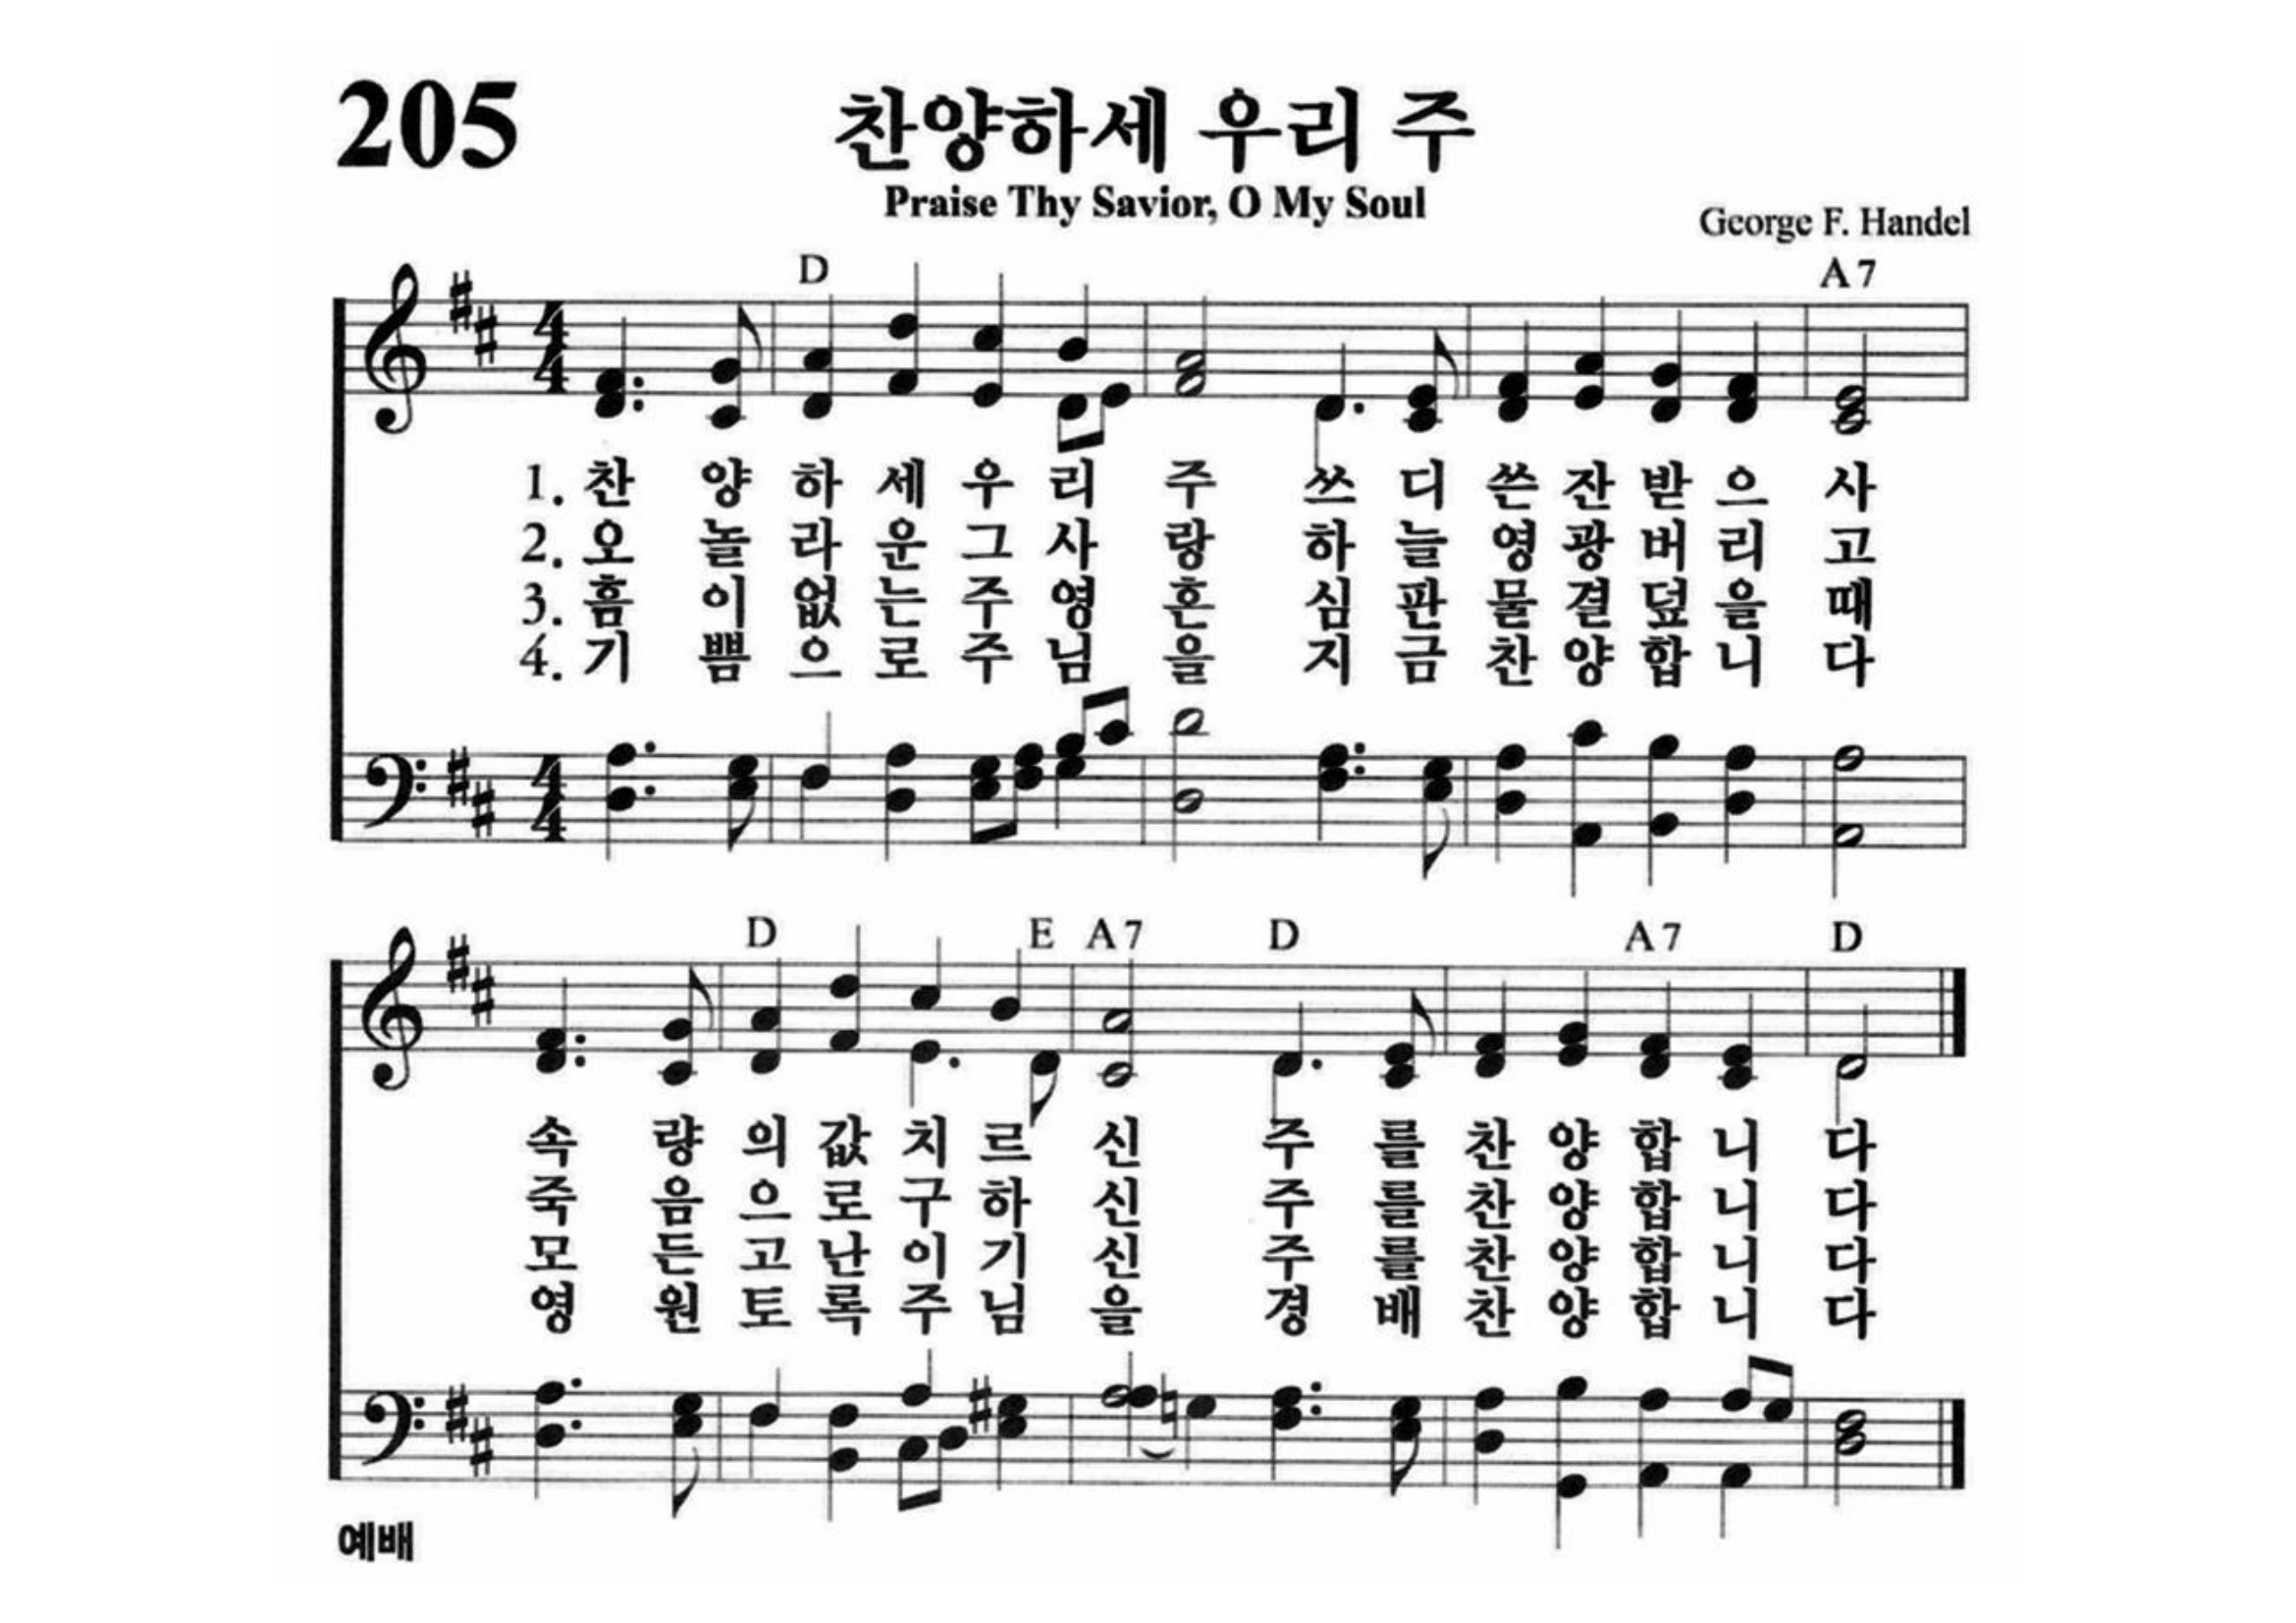 205
찬양하세 우리 주
Praise Thy Savior, O My Soul
George F. Handel
D A7
1. 찬 양 하 세 우 리 주 쓰 디 쓴 잔 받 으 사
2. 오 놀 라 운 그 사 랑 하 늘 영 광 버 리 고
3. 흠 이 없 는 주 영 혼 심 판 물 결 덮 을 때
4. 기 쁨 으 로 주 님 을 지 금 찬 양 합 니 다
D E A7 D A7 D
속 량 의 값 치 르 신 주 를 찬 양 합 니 다
죽 음 으 로 구 하 신 주 를 찬 양 합 니 다
모 든 고 난 이 기 신 주 를 찬 양 합 니 다
영 원 토 록 주 님 을 경 배 찬 양 합 니 다
예배